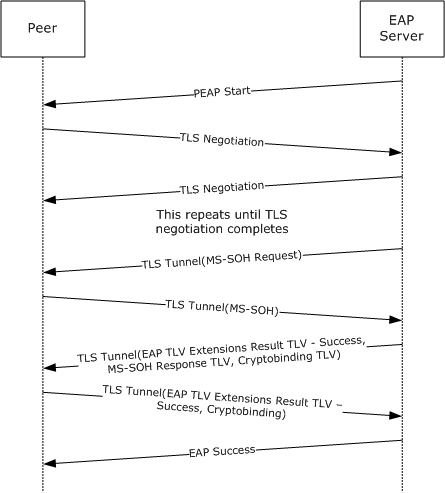 Peer
EAP
Server
PEAP Start
TLS Negotiation
TLS Negotiation
This repeats until TLS
negotiation completes
TLS Tunnel(MS-SOH Request)
TLS Tunnel(MS-SOH)
TLS Tunnel(EAP TLV Extensions Result TLV - Success,
MS-SOH Response TLV, Cryptobinding TLV)
TLS Tunnel(EAP TLV Extensions Result TLV –
Success, Cryptobinding)
EAP Success